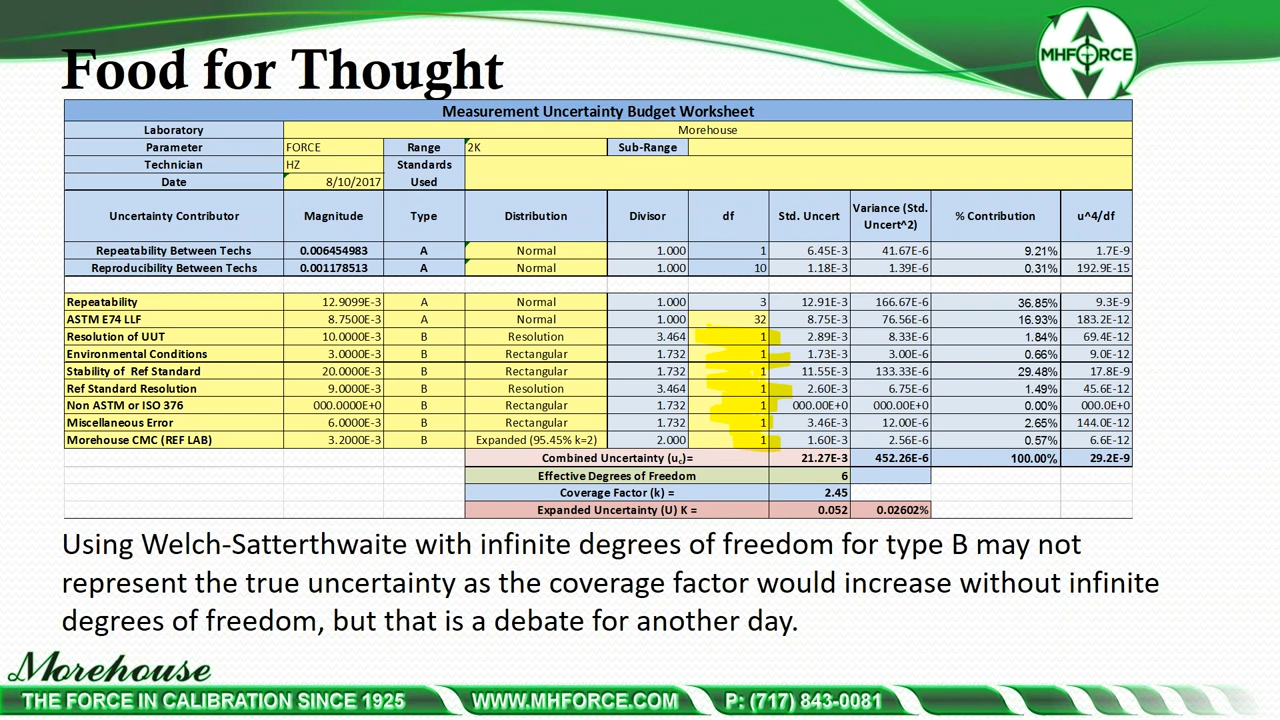 Food for Thought
MHFORCE
Measurement Uncertainty Budget Worksheet
Laboratory Morehouse
Parameter FORCE Range 2K Sub-Range
Technician HZ Standards
Date 8/10/2017 Used
Uncertainty Contributor Magnitude Type Distribution Divisor df Std. Uncert Variance (Std. Uncert^2) % Contribution u^4/df
Repeatability Between Techs 0.006454983 A Normal 1.000 1 6.45E-3 41.67E-6 9.21% 1.7E-9
Reproducibility Between Techs 0.001178513 A Normal 1.000 10 1.18E-3 1.39E-6 0.31% 192.9E-15
Repeatability 12.9099E-3 A Normal 1.000 3 12.91E-3 166.67E-6 36.85% 9.3E-9
ASTM E74 LLF 8.7500E-3 A Normal 1.000 32 8.75E-3 76.56E-6 16.93% 183.2E-12
Resolution of UUT 10.0000E-3 B Resolution 3.464 1 2.89E-3 8.33E-6 1.84% 69.4E-12
Environmental Conditions 3.0000E-3 B Rectangular 1.732 1 1.73E-3 3.00E-6 0.66% 9.0E-12
Stability of Ref Standard 20.0000E-3 B Rectangular 1.732 1 11.55E-3 133.33E-6 29.48% 17.8E-9
Ref Standard Resolution 9.0000E-3 B Resolution 3.464 1 2.60E-3 6.75E-6 1.49% 45.6E-12
Non ASTM or ISO 376 000.0000E+0 B Rectangular 1.732 1 000.00E+0 000.00E+0 0.00% 000.0E+0
Miscellaneous Error 6.0000E-3 B Rectangular 1.732 1 3.46E-3 12.00E-6 2.65% 144.0E-12
Morehouse CMC (REF LAB) 3.2000E-3 B Expanded (95.45% k=2) 2.000 1 1.60E-3 2.56E-6 0.57% 6.6E-12
Combined Uncertainty (uc)= 21.27E-3 452.26E-6 100.00% 29.2E-9
Effective Degrees of Freedom 6
Coverage Factor (k) = 2.45
Expanded Uncertainty (U) K = 0.052 0.02602%
Using Welch-Satterthwaite with infinite degrees of freedom for type B may not
represent the true uncertainty as the coverage factor would increase without infinite
degrees of freedom, but that is a debate for another day.
Morehouse
THE FORCE IN CALIBRATION SINCE 1925 WWW.MHFORCE.COM P: (717) 843-0081